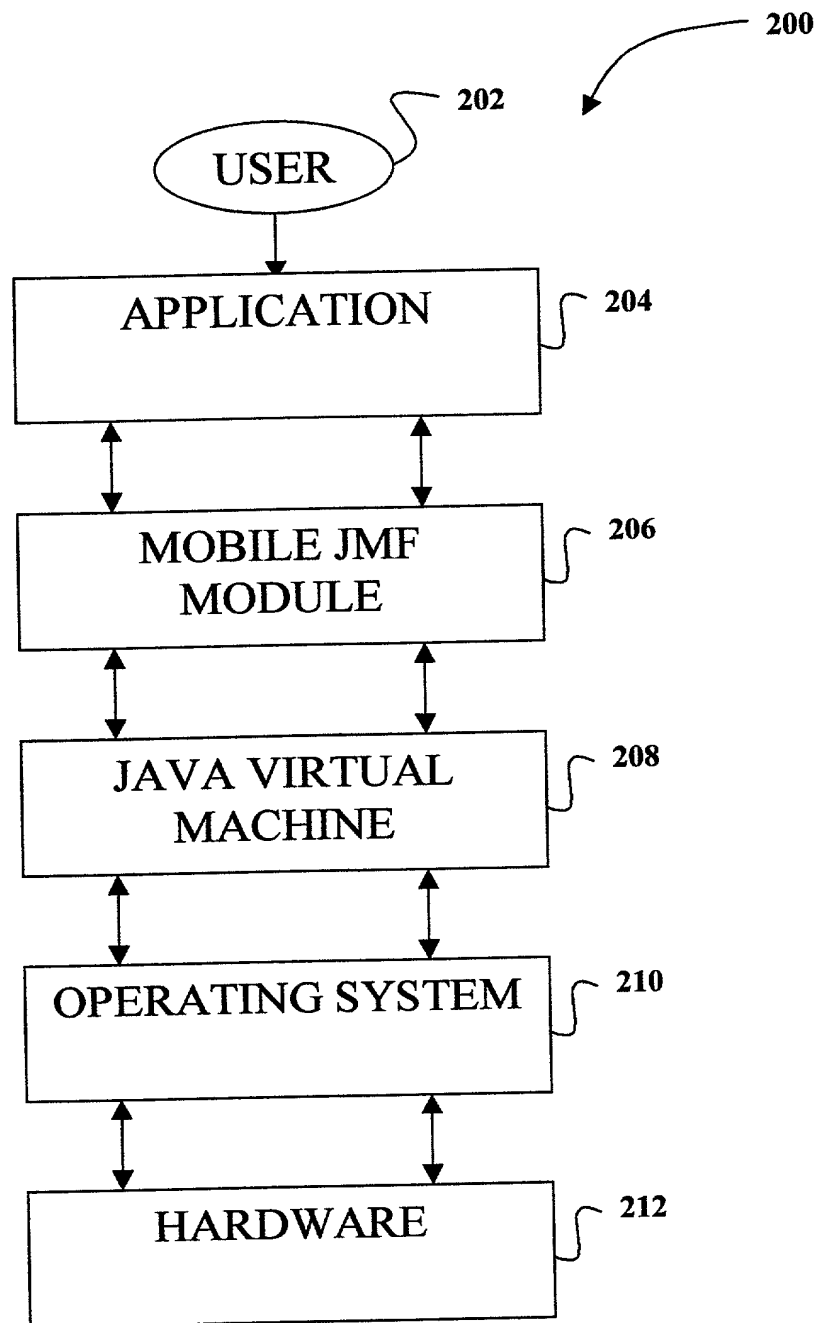 200
202
USER
APPLICATION
204
MOBILE JMF
MODULE
206
JAVA VIRTUAL
MACHINE
208
OPERATING SYSTEM
210
HARDWARE
212